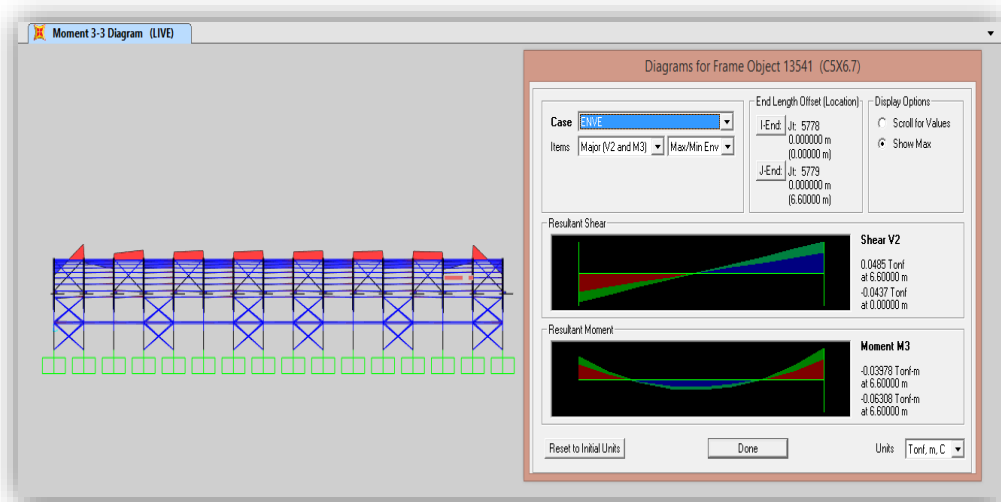 Moment 3-3 Diagram (LIVE)
Diagrams for Frame Object 13541 (C5X6.7)
Case ENVE
Items Major (V2 and M3) Max/Min Env
End Length Offset (Location)
I-End: Jt: 5778
0.000000 m
(0.00000 m)
J-End: Jt: 5779
0.000000 m
(6.60000 m)
Display Options
Scroll for Values
Show Max
Resultant Shear
Shear V2
0.0485 Tonf
at 6.60000 m
-0.0437 Tonf
at 0.00000 m
Resultant Moment
Moment M3
-0.03978 Tonf-m
at 6.60000 m
-0.06308 Tonf-m
at 6.60000 m
Reset to Initial Units
Done
Units Tonf, m, C